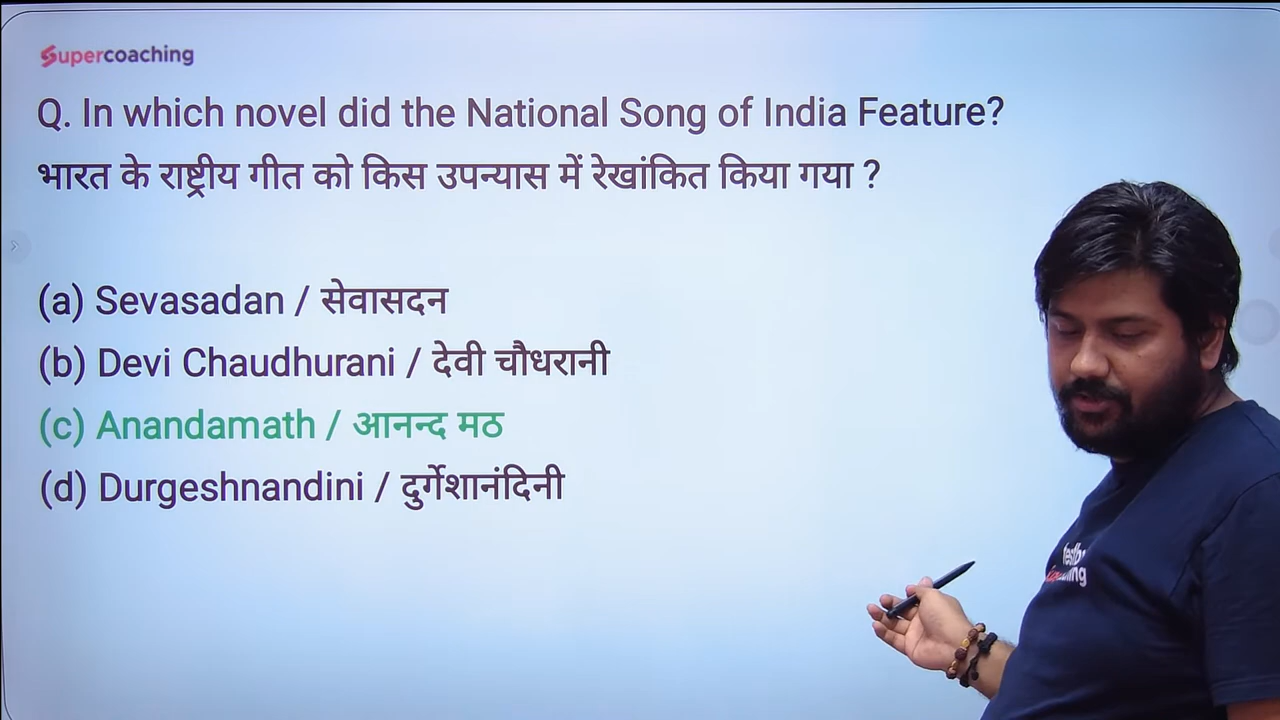 Supercoaching
Q. In which novel did the National Song of India Feature?
भारत के राष्ट्रीय गीत को किस उपन्यास में रेखांकित किया गया ?
(a) Sevasadan / सेवासदन
(b) Devi Chaudhurani / देवी चौधरानी
(c) Anandamath / आनन्द मठ
(d) Durgeshnandini / दुर्गेशानंदिनी